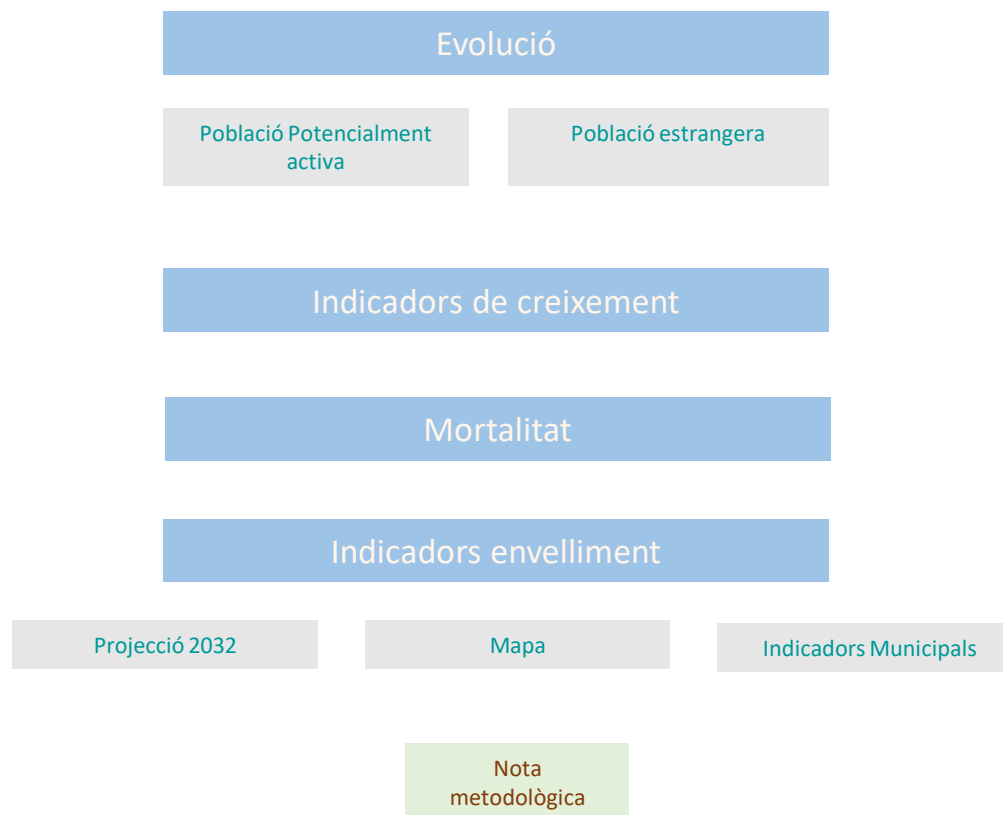 Evolució
Població Potencialment
activa
Població estrangera
Indicadors de creixement
Mortalitat
Indicadors envelliment
Projecció 2032
Mapa
Indicadors Municipals
Nota
metodològica